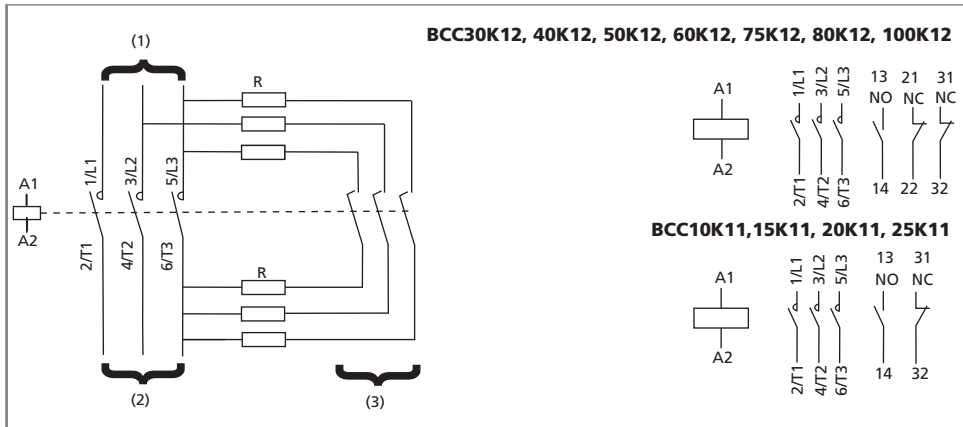 (1)
R
1/L1
3/L2
5/L3
A1
A2
2/T1
4/T2
6/T3
R
(2)
(3)
BCC30K12, 40K12, 50K12, 60K12, 75K12, 80K12, 100K12
A1
A2
1/L1
3/L2
5/L3
13
21
31
NO
NC
NC
2/T1
4/T2
6/T3
14
22
32
BCC10K11,15K11, 20K11, 25K11
A1
A2
1/L1
3/L2
5/L3
13
31
NO
NC
2/T1
4/T2
6/T3
14
32